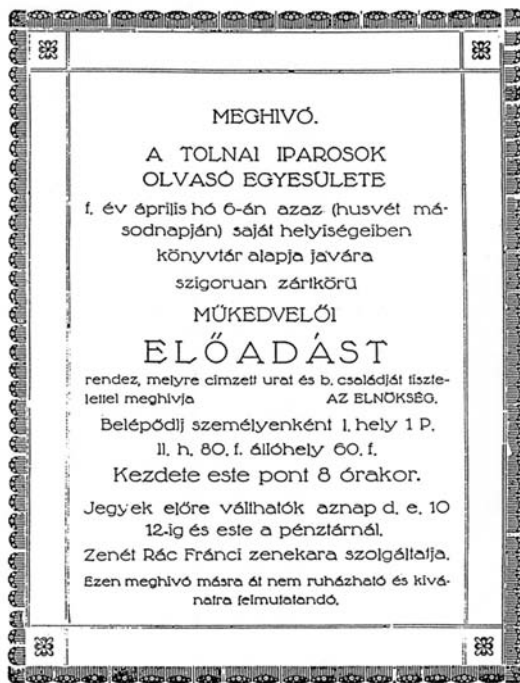 MEGHIVÓ.
A TOLNAI IPAROSOK
OLVASÓ EGYESÜLETE
f. év április hó 6-án azaz (husvét má-
sodnapján) saját helyiségeiben
könyvtár alapja javára
szigoruan zártkörü
MŰKEDVELŐI
ELŐADÁST
rendez, melyre cimzett urat és b. családját tiszte-
lettel meghivja AZ ELNÖKSÉG.
Belépődij személyenként I. hely 1 P.
II. h. 80. f. állóhely 60. f.
Kezdete este pont 8 órakor.
Jegyek előre válthatók aznap d. e. 10
12-ig és este a pénztárnál.
Zenét Rác Fránci zenekara szolgáltatja.
Ezen meghivó másra át nem ruházható és kivá-
natra felmutatandó.